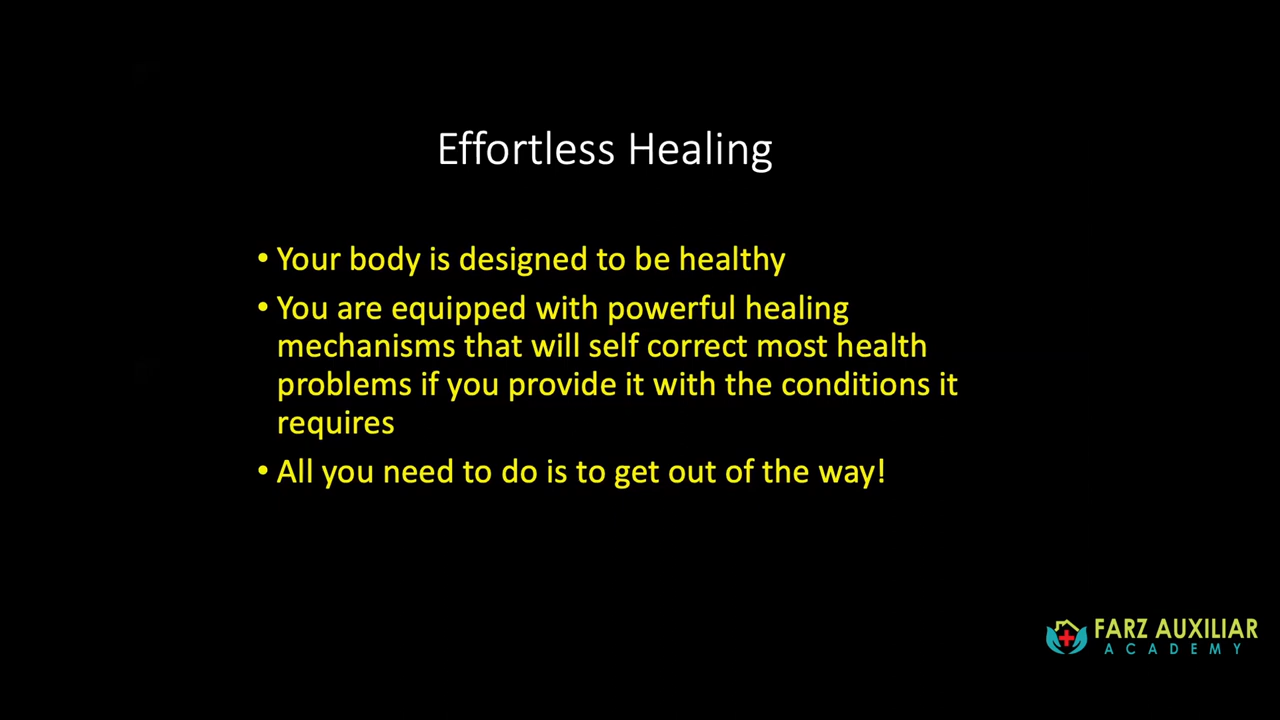 Effortless Healing
• Your body is designed to be healthy
• You are equipped with powerful healing
mechanisms that will self correct most health
problems if you provide it with the conditions it
requires
• All you need to do is to get out of the way!
FARZ AUXILIAR
ACADEMY